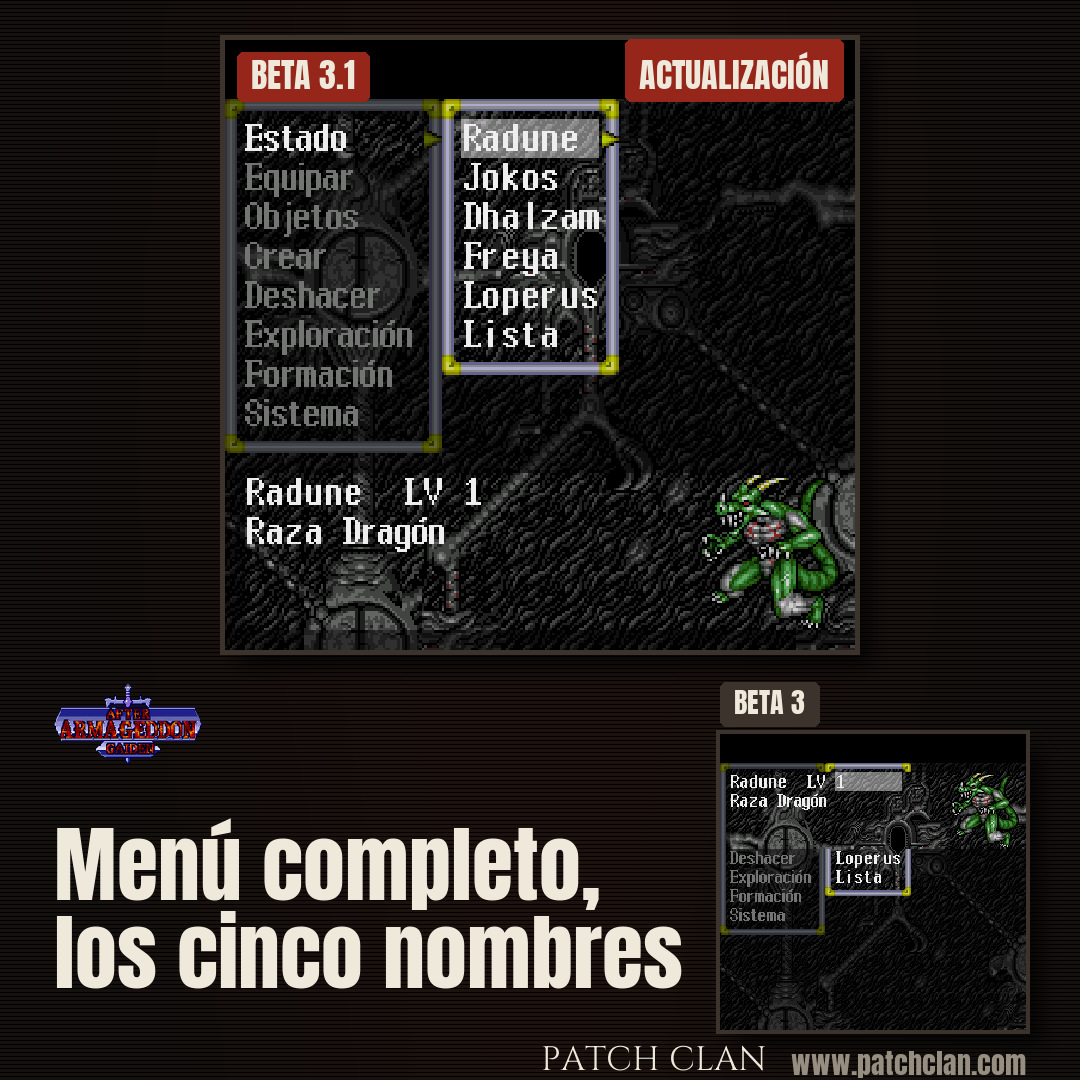 BETA 3.1
ACTUALIZACIÓN
Estado
Equipar
Objetos
Crear
Deshacer
Exploración
Formación
Sistema
Radune
Jokos
Dhalzam
Freya
Loperus
Lista
Radune LV 1
Raza Dragón
AFTER
ARMAGEDDON
GAIDEN
BETA 3
Radune LV 1
Raza Dragón
Deshacer
Exploración
Formación
Sistema
Loperus
Lista
Menú completo,
los cinco nombres
PATCH CLAN
www.patchclan.com